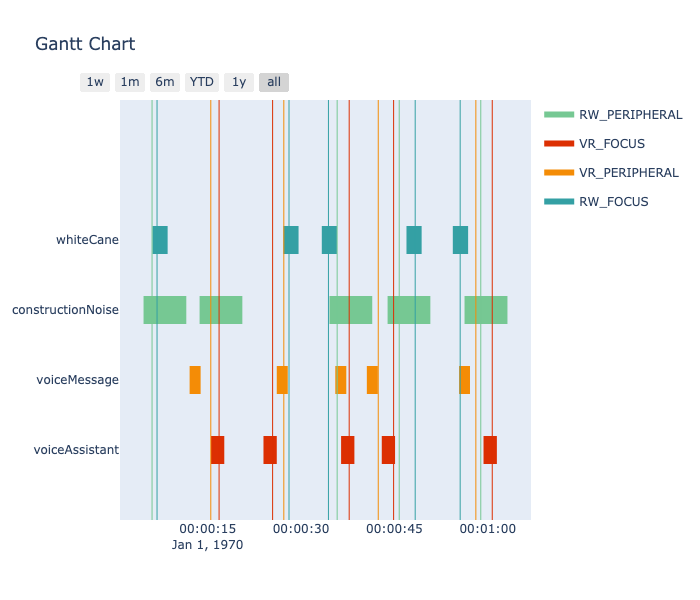 Gantt Chart
1w 1m 6m YTD 1y all
RW_PERIPHERAL
VR_FOCUS
VR_PERIPHERAL
RW_FOCUS
whiteCane
constructionNoise
voiceMessage
voiceAssistant
00:00:15 00:00:30 00:00:45 00:01:00
Jan 1, 1970